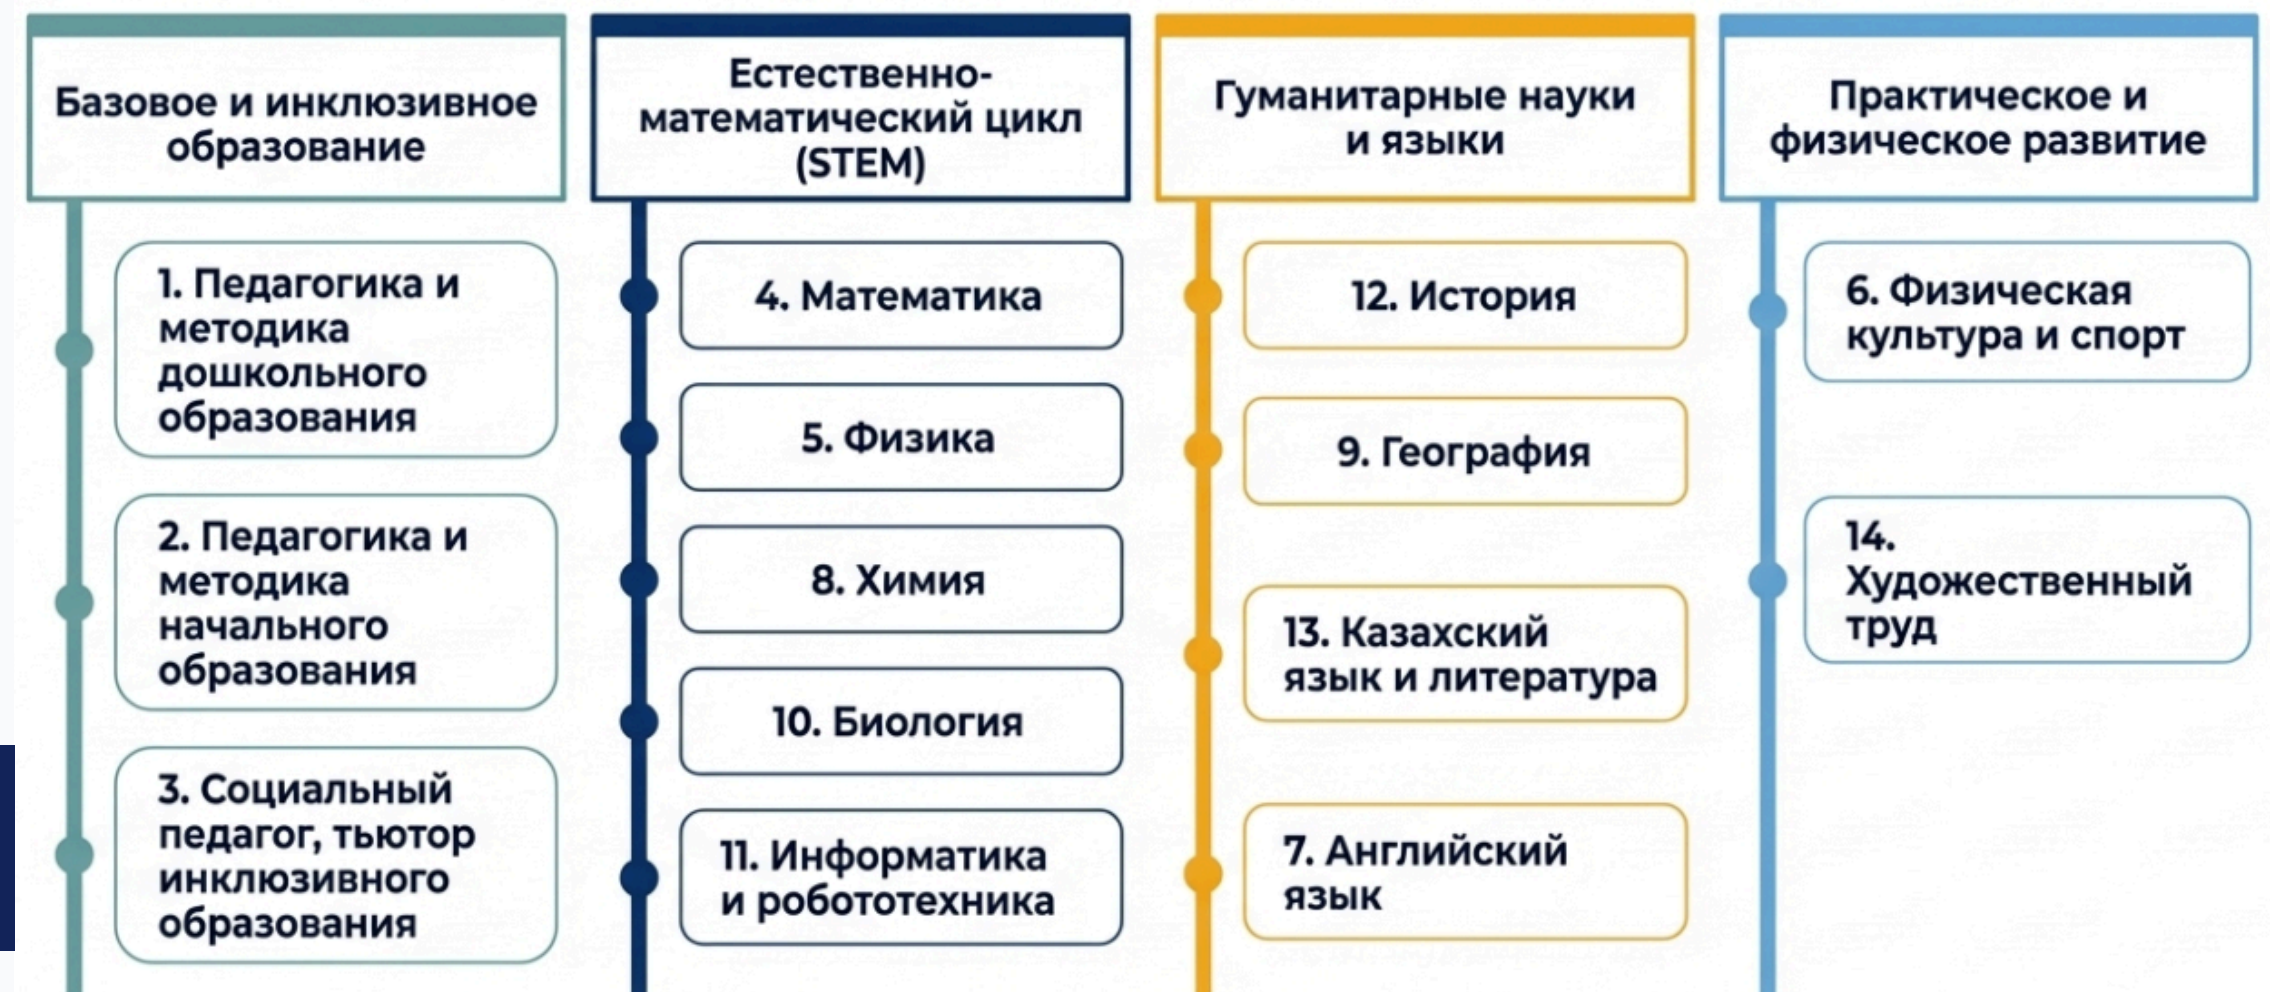 Базовое и инклюзивное
образование
1. Педагогика и
методика
дошкольного
образования
2. Педагогика и
методика
начального
образования
3. Социальный
педагог, тьютор
инклюзивного
образования
Естественно-
математический цикл
(STEM)
4. Математика
5. Физика
8. Химия
10. Биология
11. Информатика
и робототехника
Гуманитарные науки
и языки
12. История
9. География
13. Казахский
язык и литература
7. Английский
язык
Практическое и
физическое развитие
6. Физическая
культура и спорт
14.
Художественный
труд